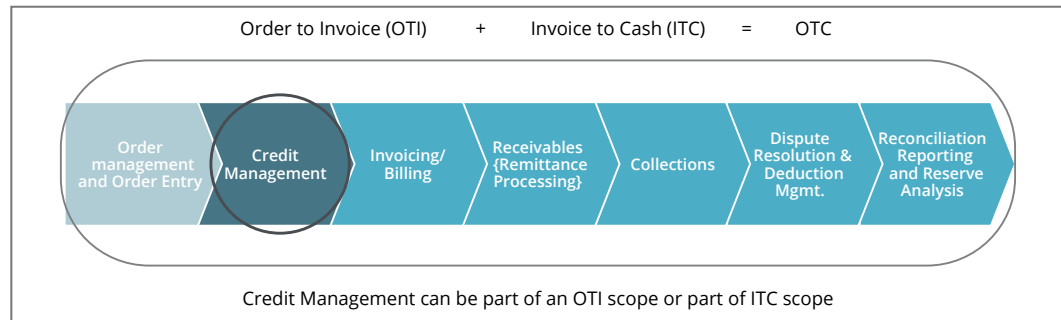 Order to Invoice (OTI) + Invoice to Cash (ITC) = OTC
Order
management
and Order Entry
Credit
Management
Invoicing/
Billing
Receivables
{Remittance
Processing}
Collections
Dispute
Resolution &
Deduction
Mgmt.
Reconciliation
Reporting
and Reserve
Analysis
Credit Management can be part of an OTI scope or part of ITC scope